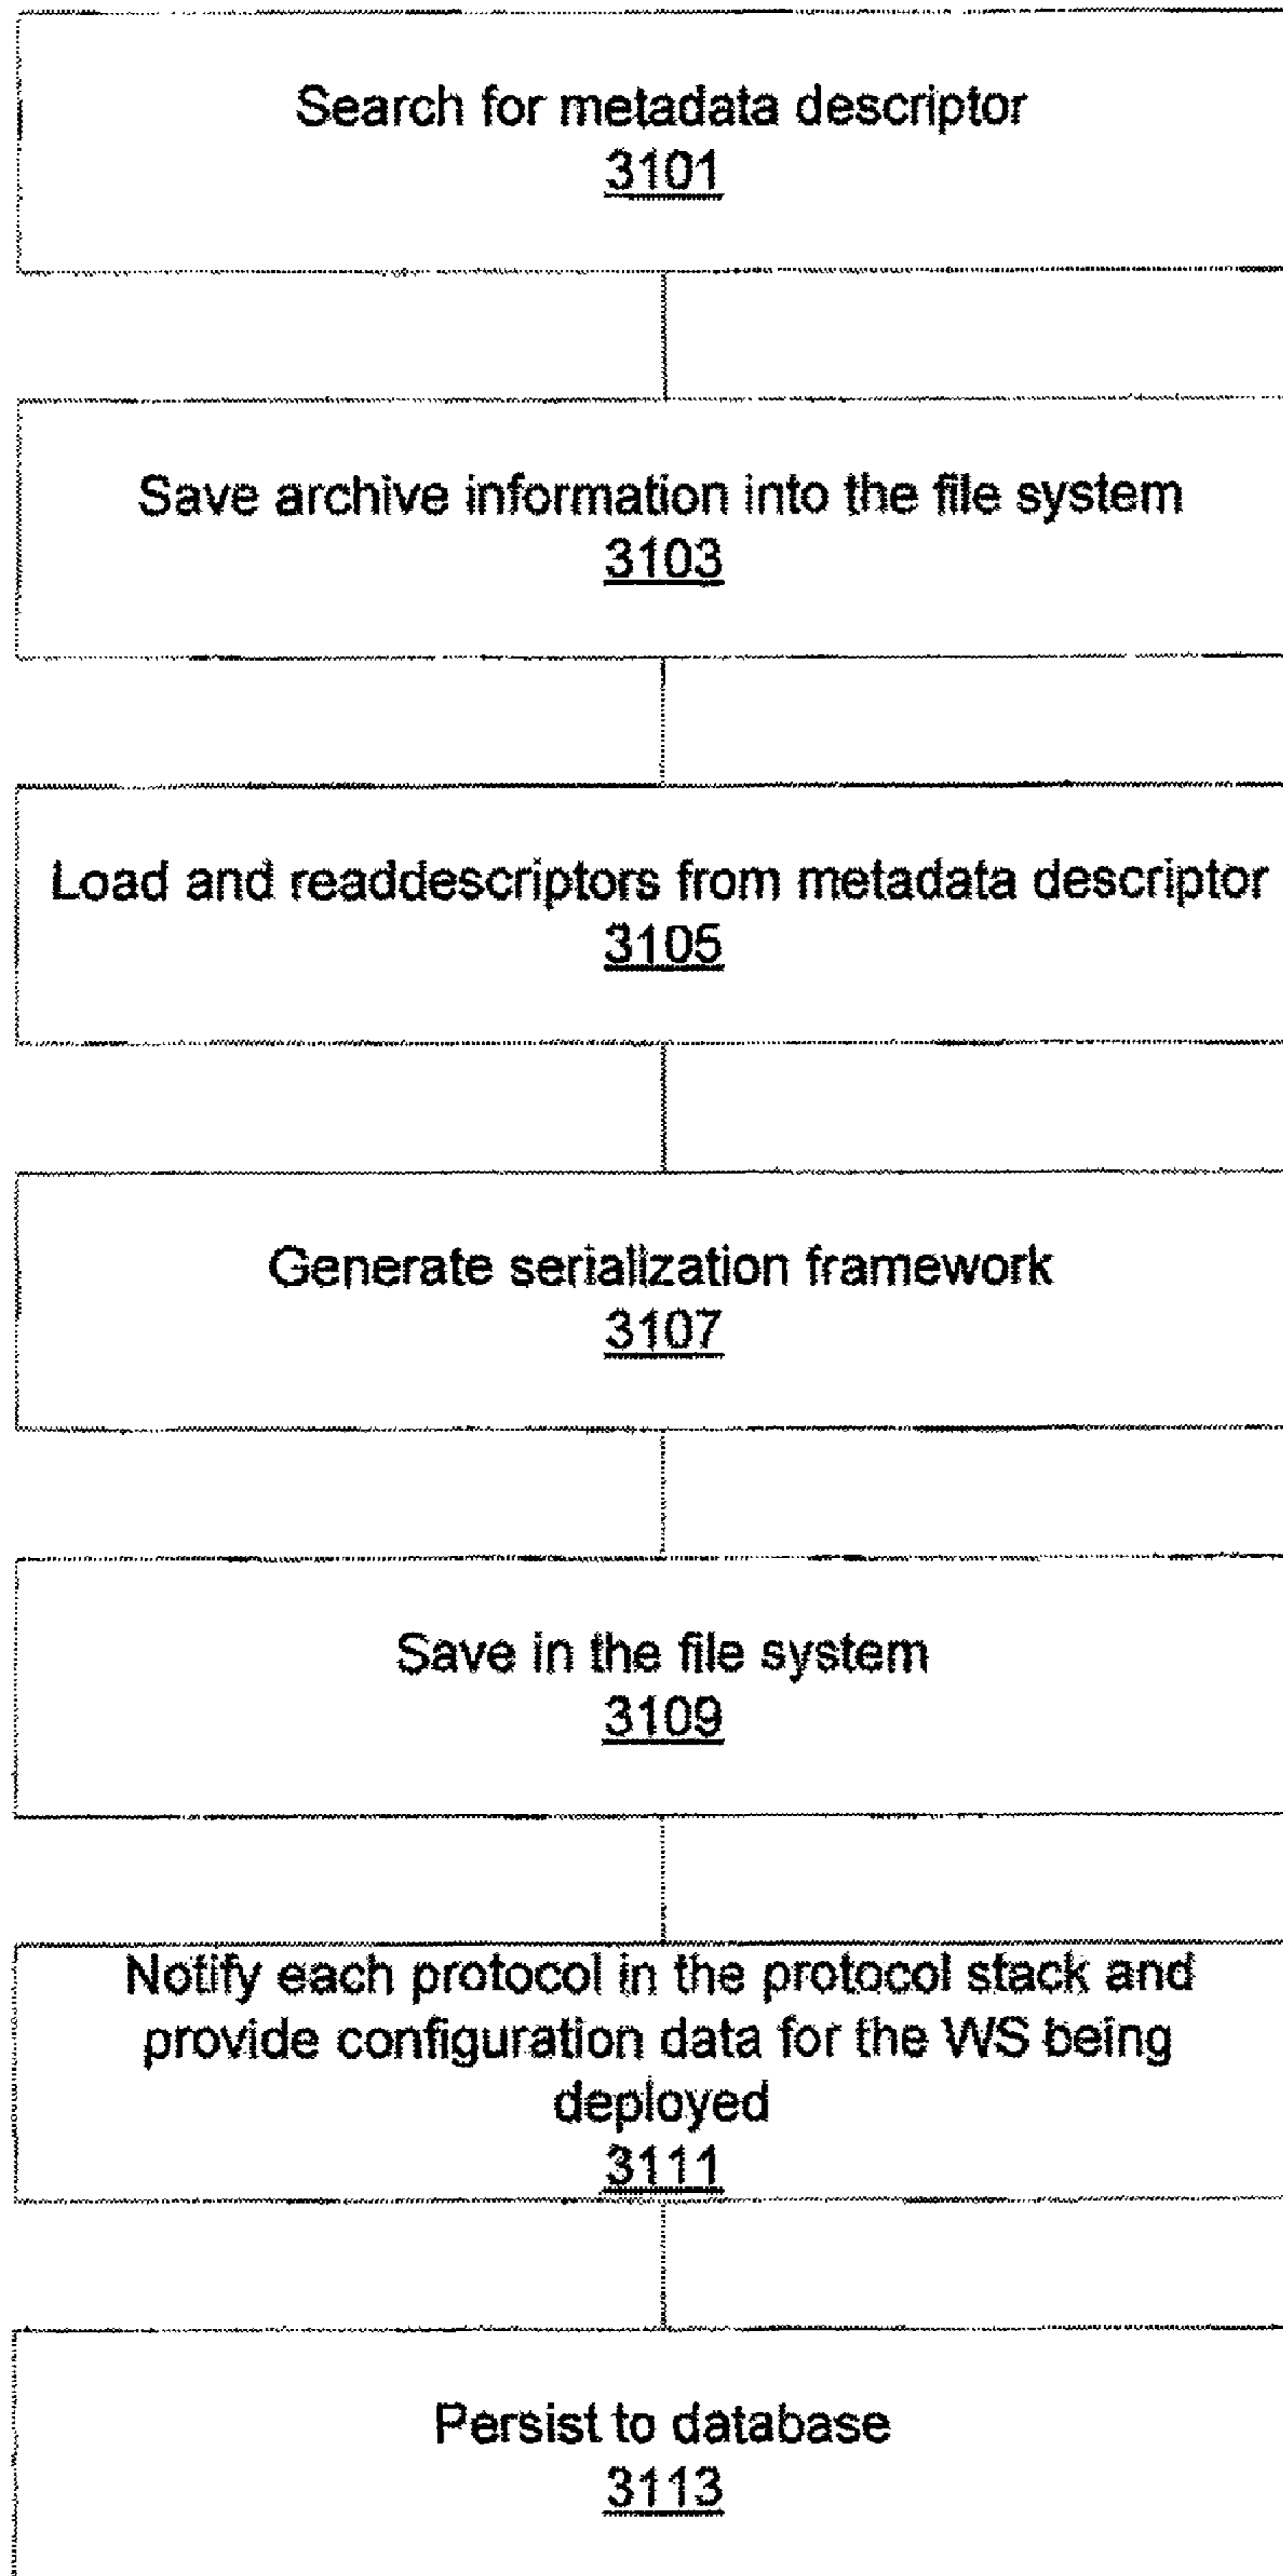 Search for metadata descriptor
3101
Save archive information into the file system
3103
Load and readdescriptors from metadata descriptor
3105
Generate serialization framework
3107
Save in the file system
3109
Notify each protocol in the protocol stack and
provide configuration data for the WS being
deployed
3111
Persist to database
3113